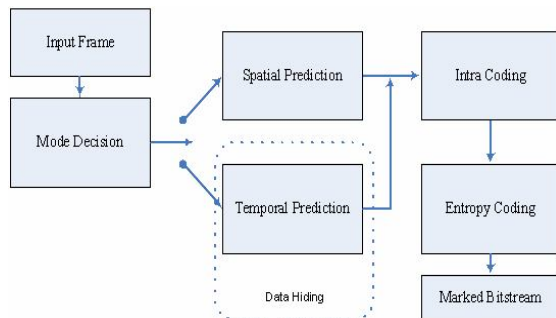 Input Frame
Mode Decision
Spatial Prediction
Temporal Prediction
Data Hiding
Intra Coding
Entropy Coding
Marked Bitstream